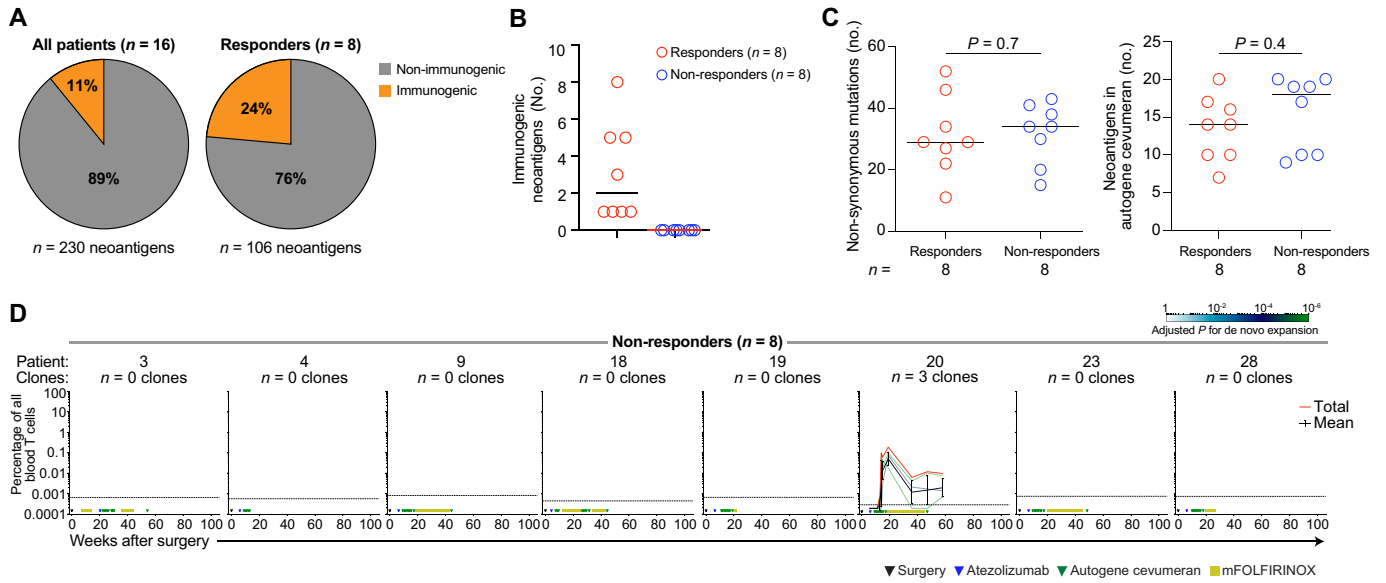 A
All patients (n = 16)
Responders (n = 8)
11%
89%
24%
76%
Non-immunogenic
Immunogenic
n = 230 neoantigens
n = 106 neoantigens
B
Immunogenic
neoantigens (No.)
10
8
6
4
2
0
Responders (n = 8)
Non-responders (n = 8)
C
Non-synonymous mutations (no.)
60
40
20
0
P = 0.7
Responders
Non-responders
n =
8
8
Neoantigens in
autogene cevumeran (no.)
25
20
15
10
5
0
P = 0.4
Responders
Non-responders
8
8
D
1
10-2
10-4
10-6
Adjusted P for de novo expansion
Non-responders (n = 8)
Patient: 3 4 9 18 19 20 23 28
Clones: n = 0 clones n = 0 clones n = 0 clones n = 0 clones n = 0 clones n = 3 clones n = 0 clones n = 0 clones
Percentage of all
blood T cells
100
10
1
0.1
0.01
0.001
0.0001
Total
Mean
0 20 40 60 80 100 0 20 40 60 80 100 0 20 40 60 80 100 0 20 40 60 80 100 0 20 40 60 80 100 0 20 40 60 80 100 0 20 40 60 80 100 0 20 40 60 80 100
Weeks after surgery
Surgery Atezolizumab Autogene cevumeran mFOLFIRINOX